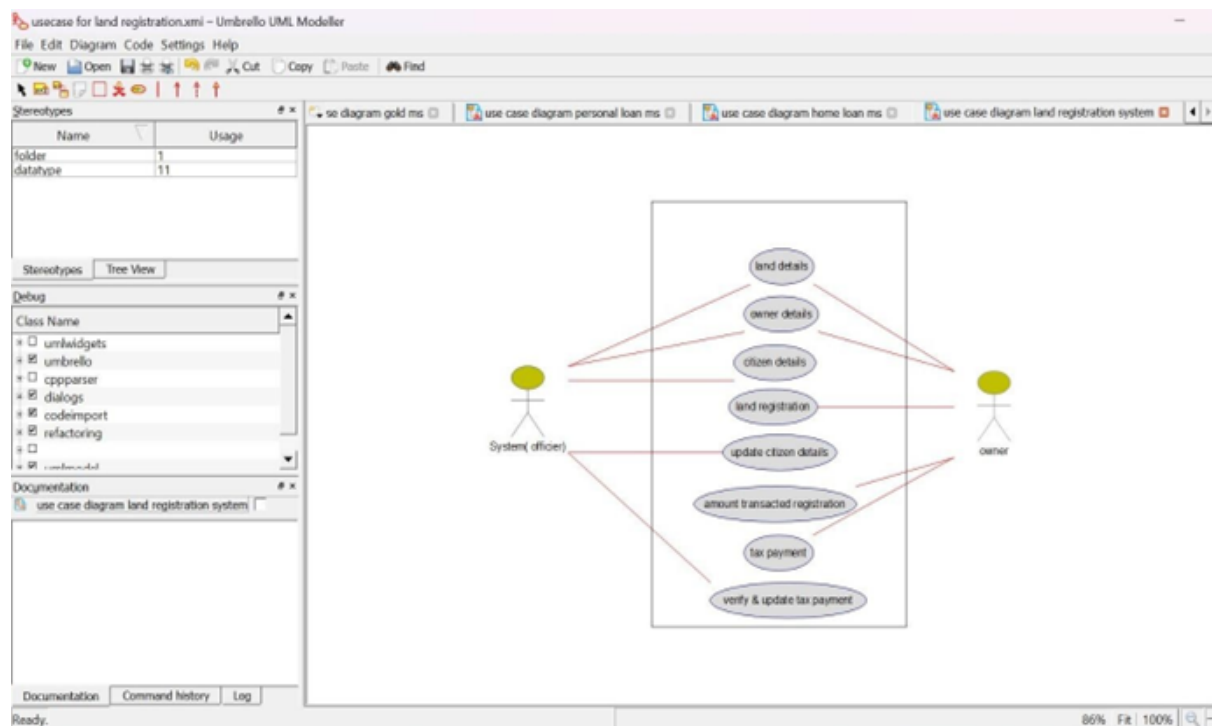 usecase for land registration.xmi – Umbrello UML Modeller
File Edit Diagram Code Settings Help
New Open Cut Copy Paste Find
Stereotypes
se diagram gold ms
use case diagram personal loan ms
use case diagram home loan ms
use case diagram land registration system
Name Usage
folder 1
datatype 11
Stereotypes Tree View
Debug
Class Name
umlwidgets
umbrello
cppparser
dialogs
codeimport
refactoring
umlmodel
Documentation
use case diagram land registration system
Documentation Command history Log
land details
owner details
citizen details
land registration
update citizen details
amount transacted registration
tax payment
verify & update tax payment
System( officier)
owner
Ready.
86% Fit 100%